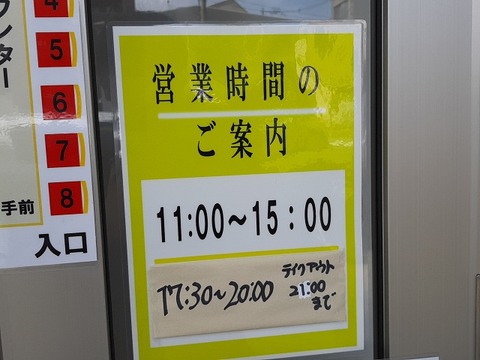 4
5
6
7
8
ウンター
手前
入口
営業時間の
ご案内
11:00～15:00
17:30～20:00
テイクアウト
21:00
まで